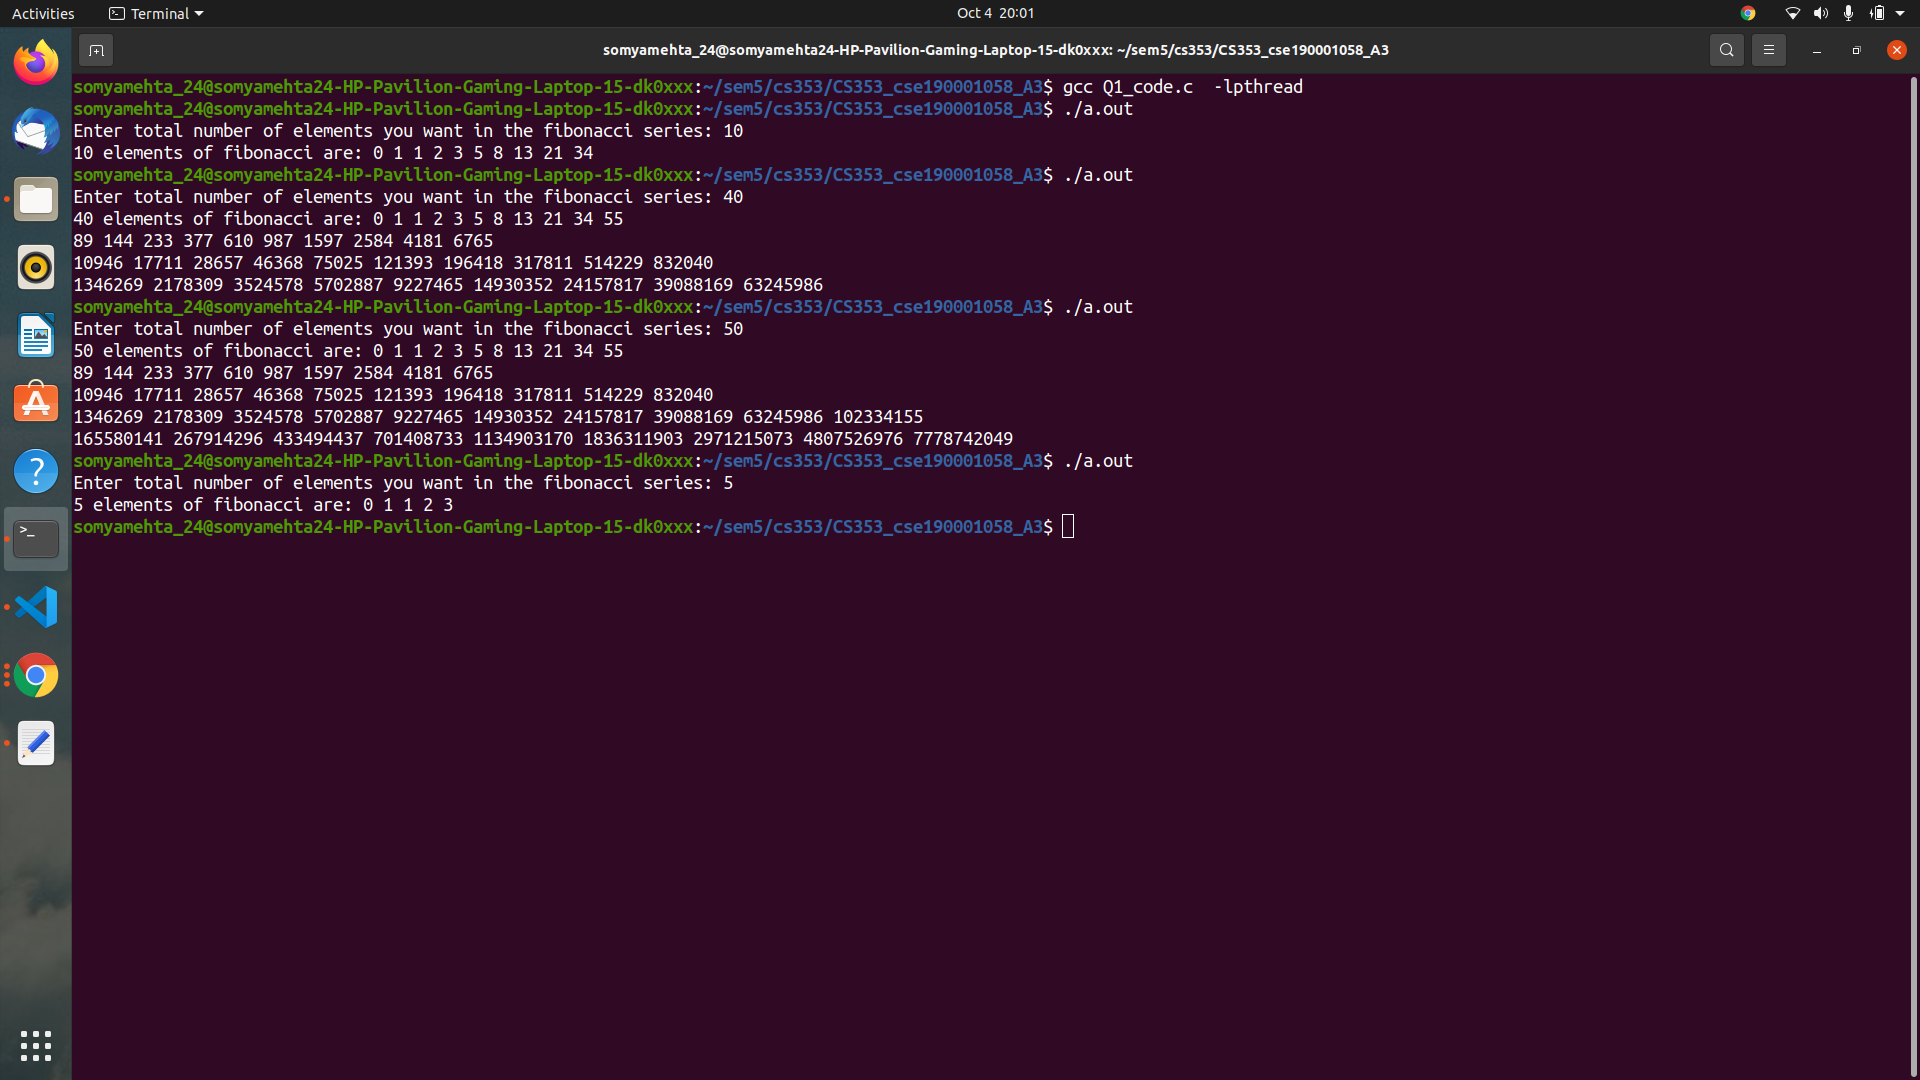 Activities Terminal Oct 4 20:01
somyamehta_24@somyamehta24-HP-Pavilion-Gaming-Laptop-15-dk0xxx: ~/sem5/cs353/CS353_cse190001058_A3
somyamehta_24@somyamehta24-HP-Pavilion-Gaming-Laptop-15-dk0xxx:~/sem5/cs353/CS353_cse190001058_A3$ gcc Q1_code.c  -lpthread
somyamehta_24@somyamehta24-HP-Pavilion-Gaming-Laptop-15-dk0xxx:~/sem5/cs353/CS353_cse190001058_A3$ ./a.out
Enter total number of elements you want in the fibonacci series: 10
10 elements of fibonacci are: 0 1 1 2 3 5 8 13 21 34
somyamehta_24@somyamehta24-HP-Pavilion-Gaming-Laptop-15-dk0xxx:~/sem5/cs353/CS353_cse190001058_A3$ ./a.out
Enter total number of elements you want in the fibonacci series: 40
40 elements of fibonacci are: 0 1 1 2 3 5 8 13 21 34 55
89 144 233 377 610 987 1597 2584 4181 6765
10946 17711 28657 46368 75025 121393 196418 317811 514229 832040
1346269 2178309 3524578 5702887 9227465 14930352 24157817 39088169 63245986
somyamehta_24@somyamehta24-HP-Pavilion-Gaming-Laptop-15-dk0xxx:~/sem5/cs353/CS353_cse190001058_A3$ ./a.out
Enter total number of elements you want in the fibonacci series: 50
50 elements of fibonacci are: 0 1 1 2 3 5 8 13 21 34 55
89 144 233 377 610 987 1597 2584 4181 6765
10946 17711 28657 46368 75025 121393 196418 317811 514229 832040
1346269 2178309 3524578 5702887 9227465 14930352 24157817 39088169 63245986 102334155
165580141 267914296 433494437 701408733 1134903170 1836311903 2971215073 4807526976 7778742049
somyamehta_24@somyamehta24-HP-Pavilion-Gaming-Laptop-15-dk0xxx:~/sem5/cs353/CS353_cse190001058_A3$ ./a.out
Enter total number of elements you want in the fibonacci series: 5
5 elements of fibonacci are: 0 1 1 2 3
somyamehta_24@somyamehta24-HP-Pavilion-Gaming-Laptop-15-dk0xxx:~/sem5/cs353/CS353_cse190001058_A3$